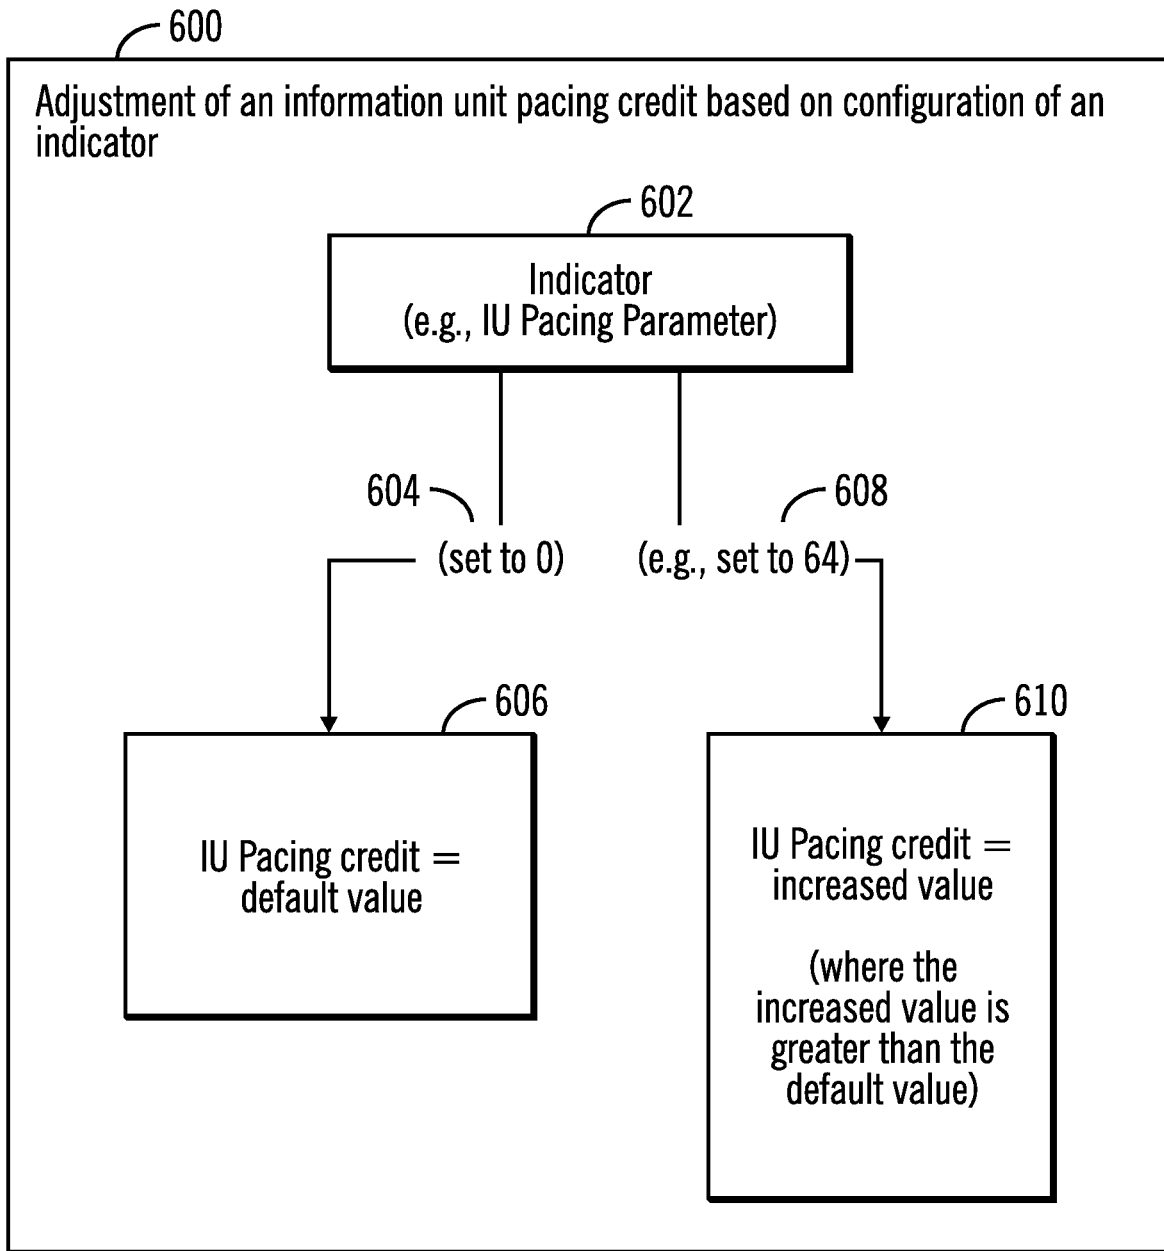 600
Adjustment of an information unit pacing credit based on configuration of an
indicator
602
Indicator
(e.g., IU Pacing Parameter)
604
608
(set to 0)
(e.g., set to 64)
606
610
IU Pacing credit =
default value
IU Pacing credit =
increased value
(where the
increased value is
greater than the
default value)